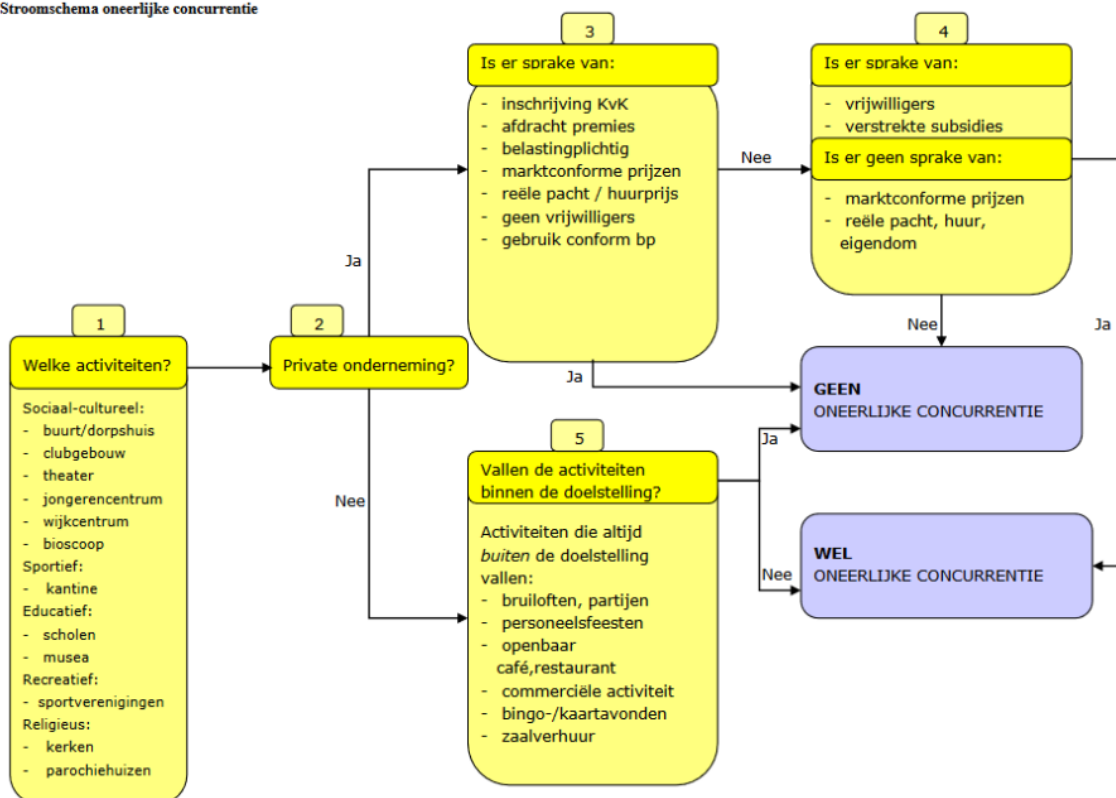 Stroomschema oneerlijke concurrentie
1
Welke activiteiten?
Sociaal-cultureel:
- buurt/dorpshuis
- clubgebouw
- theater
- jongerencentrum
- wijkcentrum
- bioscoop
Sportief:
- kantine
Educatief:
- scholen
- musea
Recreatief:
- sportverenigingen
Religieus:
- kerken
- parochiehuizen
2
Private onderneming?
Ja
Nee
3
Is er sprake van:
- inschrijving KvK
- afdracht premies
- belastingplichtig
- marktconforme prijzen
- reële pacht / huurprijs
- geen vrijwilligers
- gebruik conform bp
Nee
Ja
4
Is er sprake van:
- vrijwilligers
- verstrekte subsidies
Is er geen sprake van:
- marktconforme prijzen
- reële pacht, huur,
eigendom
Nee
Ja
5
Vallen de activiteiten
binnen de doelstelling?
Activiteiten die altijd
buiten de doelstelling
vallen:
- bruiloften, partijen
- personeelsfeesten
- openbaar
café,restaurant
- commerciële activiteit
- bingo-/kaartavonden
- zaalverhuur
Ja
Nee
GEEN
ONEERLIJKE CONCURRENTIE
WEL
ONEERLIJKE CONCURRENTIE